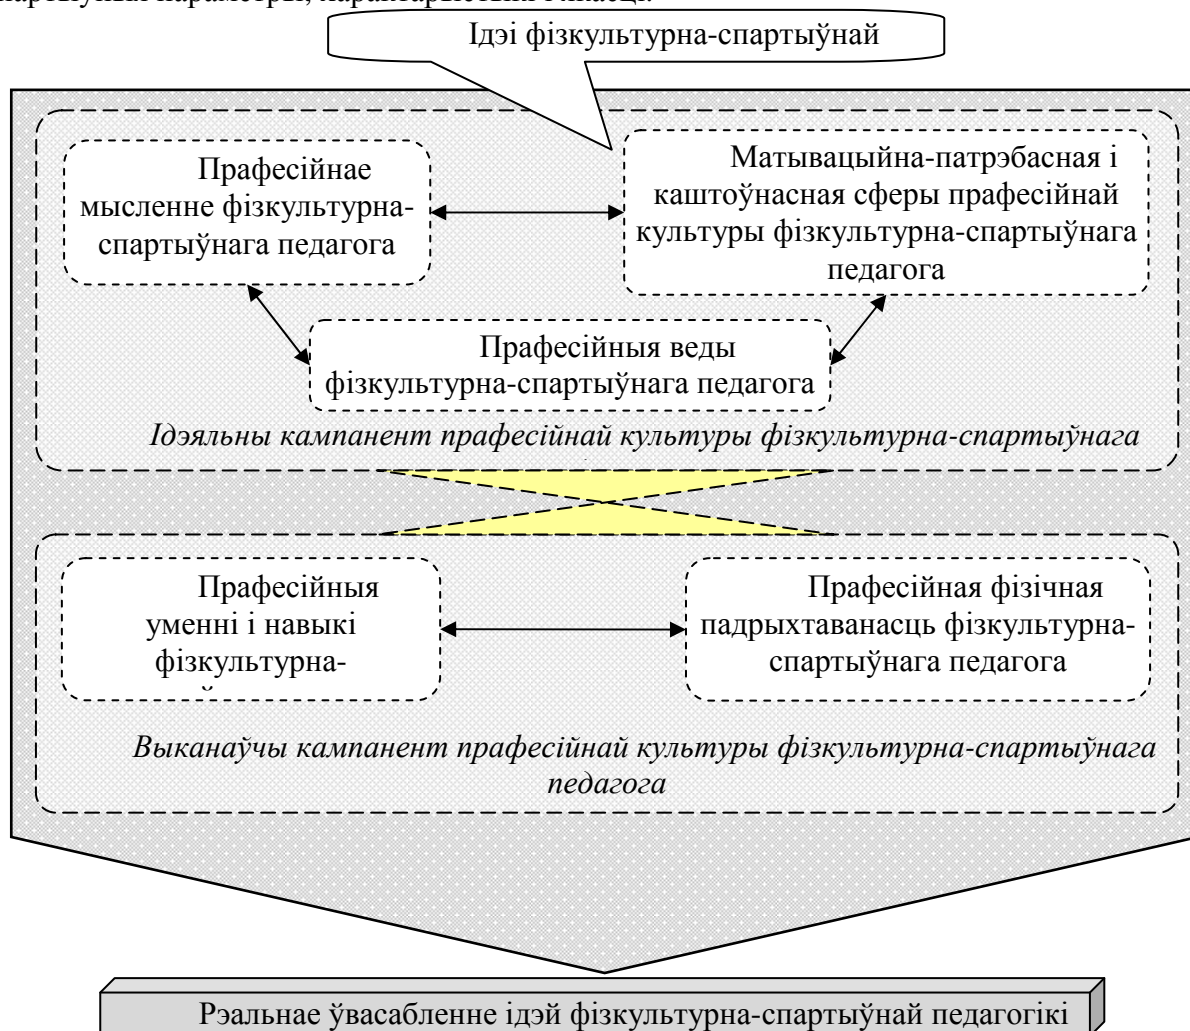 Ідэі фізкультурна-спартыўнай
Прафесійнае
мысленне фізкультурна-
спартыўнага педагога
Матывацыйна-патрэбасная і
каштоўнасная сферы прафесійнай
культуры фізкультурна-спартыўнага
педагога
Прафесійныя веды
фізкультурна-спартыўнага педагога
Ідэяльны кампанент прафесійнай культуры фізкультурна-спартыўнага
Прафесійныя
уменні і навыкі
фізкультурна-
Прафесійная фізічная
падрыхтаванасць фізкультурна-
спартыўнага педагога
Выканаўчы кампанент прафесійнай культуры фізкультурна-спартыўнага
педагога
Рэальнае ўвасабленне ідэй фізкультурна-спартыўнай педагогікі